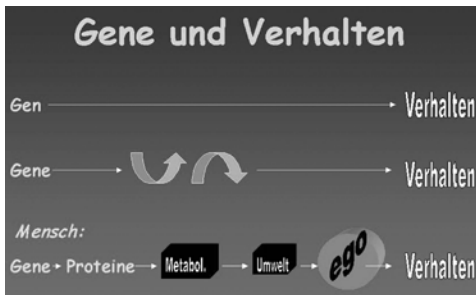 Gene und Verhalten
Gen Verhalten
Gene Verhalten
Mensch:
Gene Proteine Metabol. Umwelt ego Verhalten